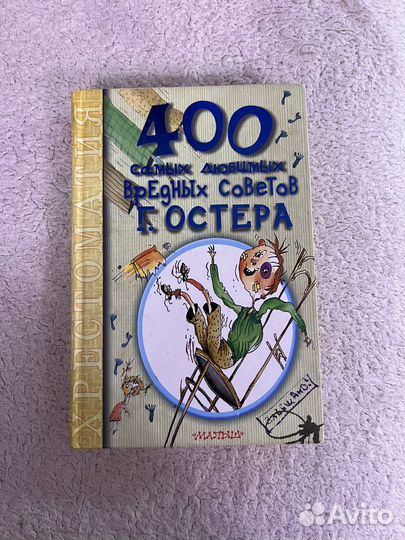 ХРЕСТОМАТИЯ
400
самых любимых
вредных советов
Г. ОСТЕРА
«МАЛЫШ»
Avito